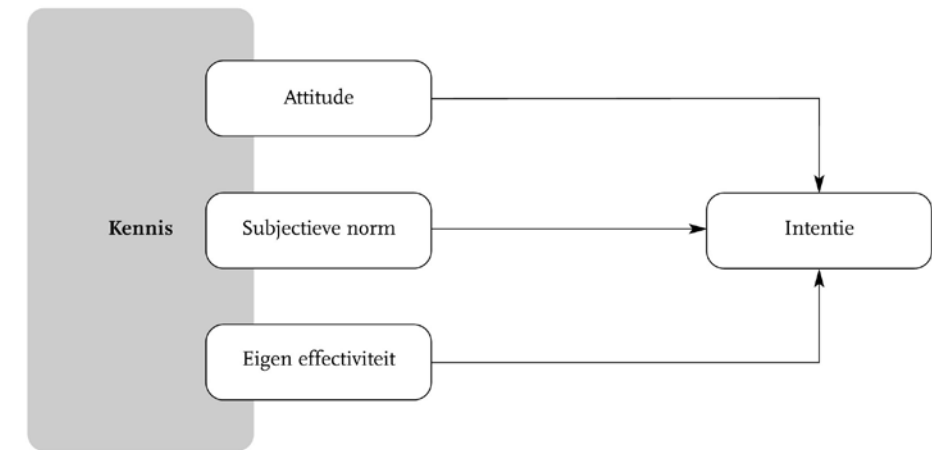 Attitude
Kennis
Subjectieve norm
Intentie
Eigen effectiviteit